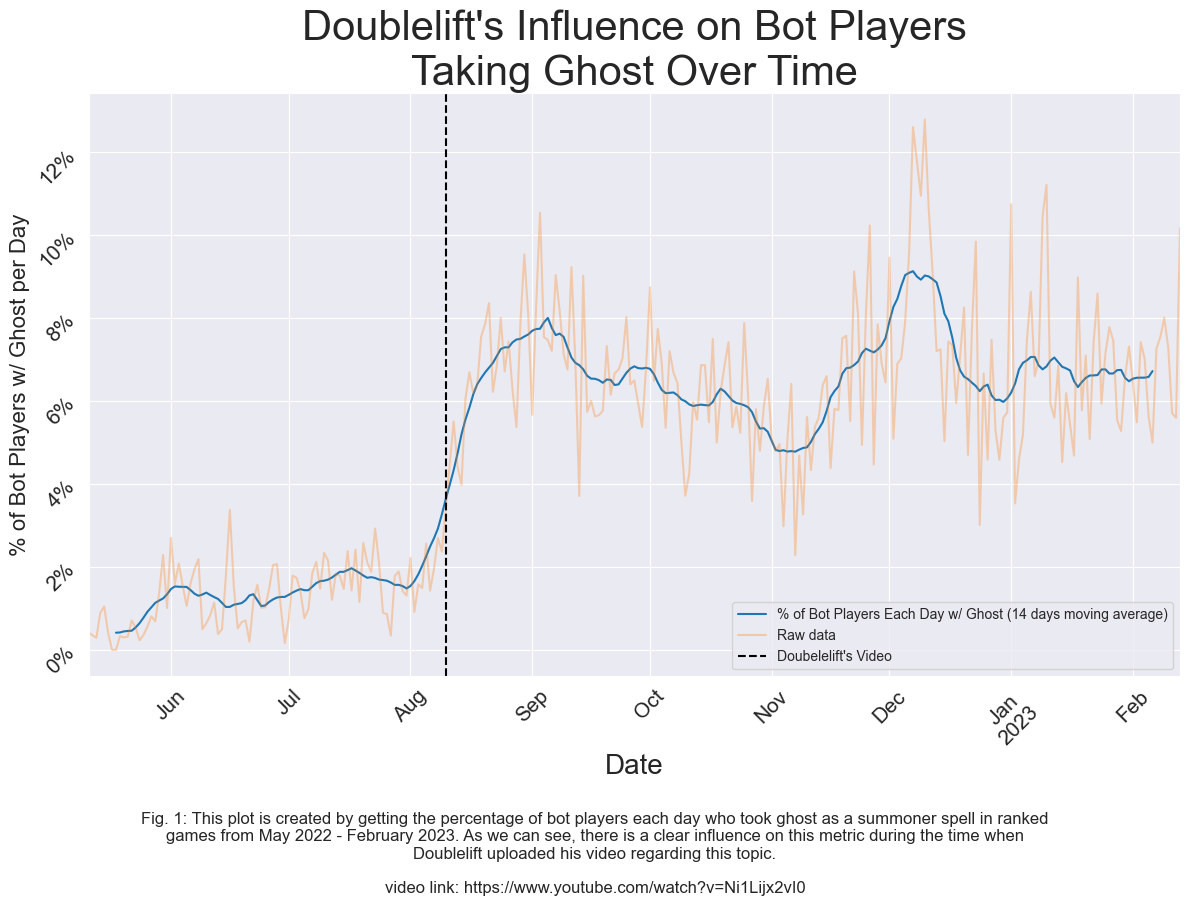 Doublelift's Influence on Bot Players
Taking Ghost Over Time
% of Bot Players w/ Ghost per Day
12%
10%
8%
6%
4%
2%
0%
% of Bot Players Each Day w/ Ghost (14 days moving average)
Raw data
Doubelelift's Video
Jun
Jul
Aug
Sep
Oct
Nov
Dec
Jan
2023
Feb
Date
Fig. 1: This plot is created by getting the percentage of bot players each day who took ghost as a summoner spell in ranked
games from May 2022 - February 2023. As we can see, there is a clear influence on this metric during the time when
Doublelift uploaded his video regarding this topic.
video link: https://www.youtube.com/watch?v=Ni1Lijx2vI0